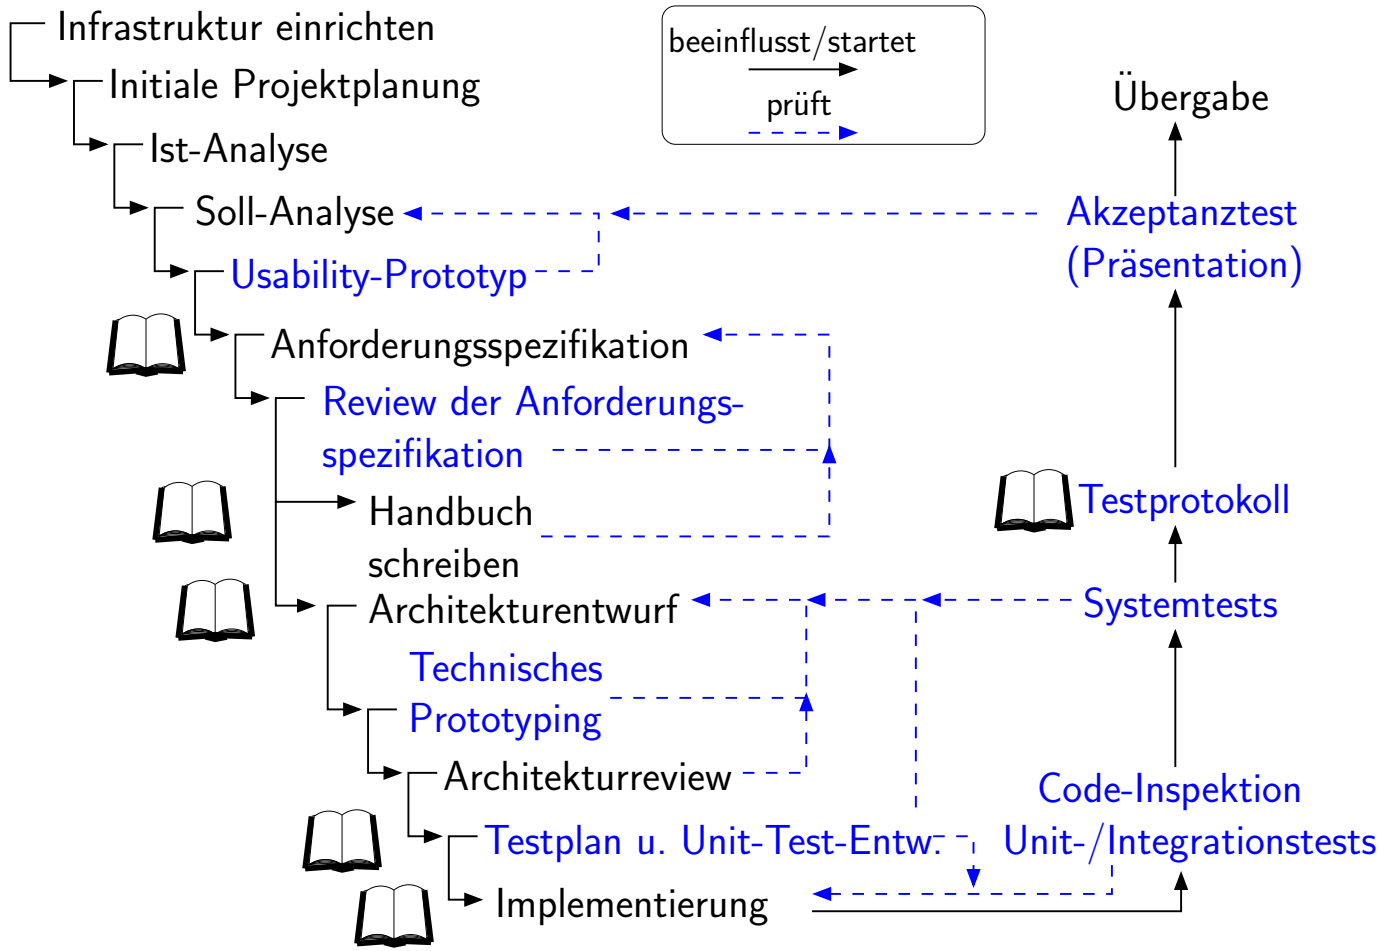 Infrastruktur einrichten
beeinflusst/startet
Initiale Projektplanung
prüft
Übergabe
Ist-Analyse
Soll-Analyse
Akzeptanztest
(Präsentation)
Usability-Prototyp
Anforderungsspezifikation
Review der Anforderungs-
spezifikation
Handbuch
schreiben
Testprotokoll
Architekturentwurf
Systemtests
Technisches
Prototyping
Architekturreview
Code-Inspektion
Unit-/Integrationstests
Testplan u. Unit-Test-Entw.
Implementierung